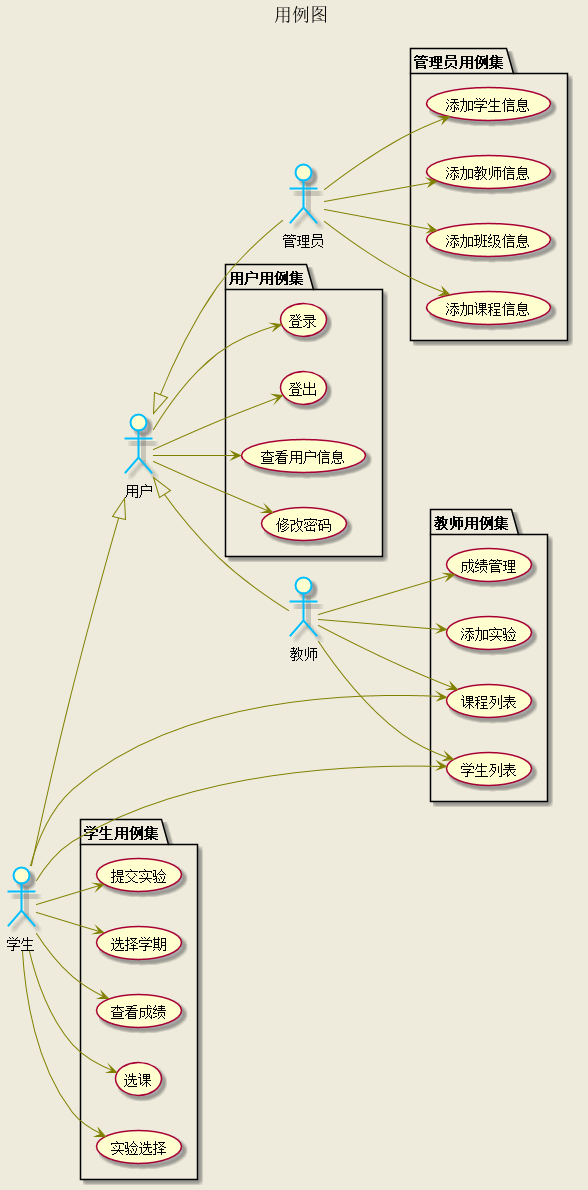 用例图
管理员用例集
添加学生信息
添加教师信息
添加班级信息
添加课程信息
管理员
用户用例集
登录
登出
查看用户信息
修改密码
用户
教师用例集
成绩管理
添加实验
课程列表
学生列表
教师
学生用例集
提交实验
选择学期
查看成绩
选课
实验选择
学生